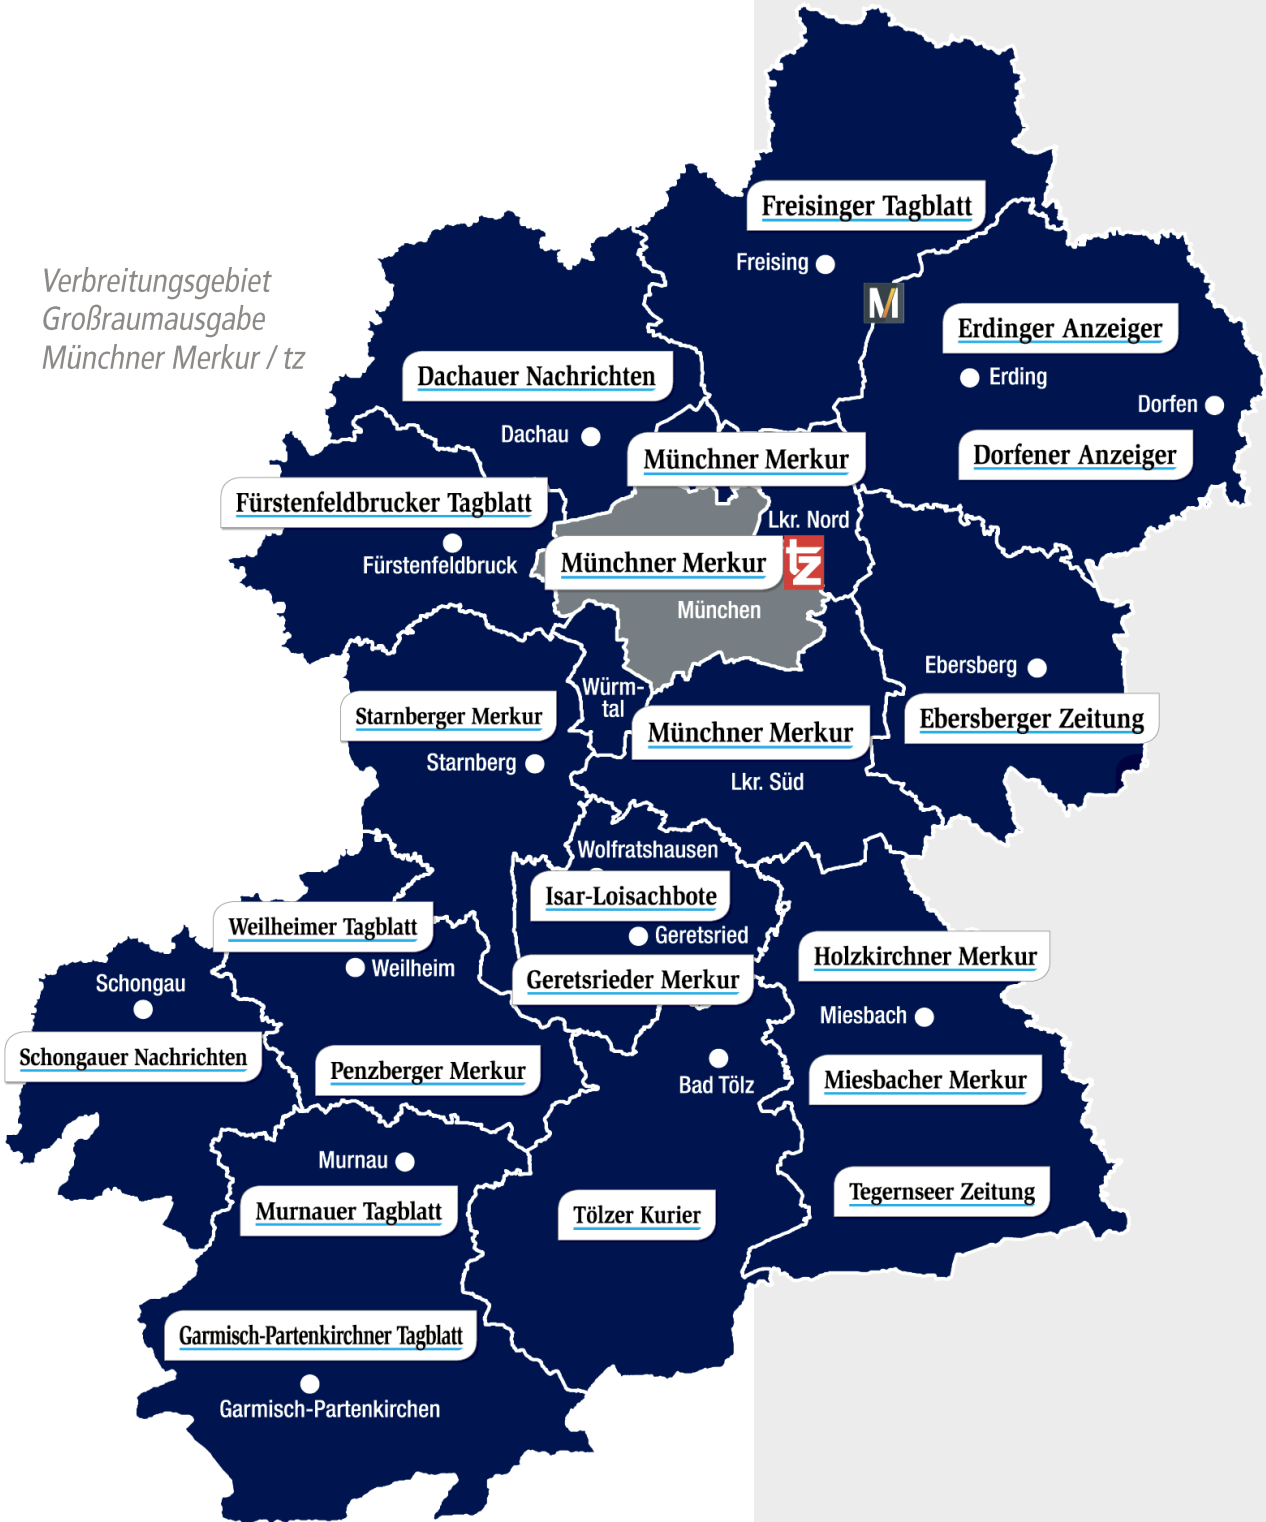 Verbreitungsgebiet
Großraumausgabe
Münchner Merkur / tz
Freisinger Tagblatt
Freising
M
Erdinger Anzeiger
Erding
Dorfen
Dorfener Anzeiger
Dachauer Nachrichten
Dachau
Münchner Merkur
Lkr. Nord
Fürstenfeldbrucker Tagblatt
Fürstenfeldbruck
Münchner Merkur
tz
München
Ebersberg
Ebersberger Zeitung
Würm-
tal
Starnberger Merkur
Starnberg
Münchner Merkur
Lkr. Süd
Wolfratshausen
Isar-Loisachbote
Geretsried
Geretsrieder Merkur
Weilheimer Tagblatt
Weilheim
Schongau
Schongauer Nachrichten
Penzberger Merkur
Holzkirchner Merkur
Miesbach
Miesbacher Merkur
Bad Tölz
Tegernseer Zeitung
Murnau
Murnauer Tagblatt
Tölzer Kurier
Garmisch-Partenkirchner Tagblatt
Garmisch-Partenkirchen